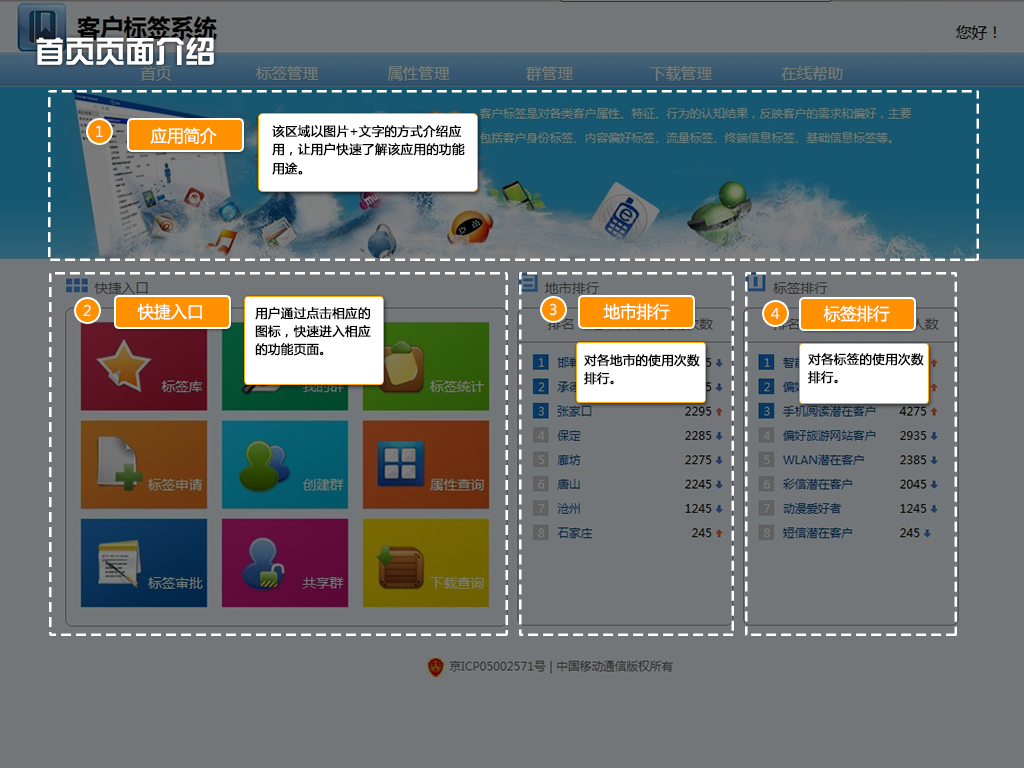 客户标签系统
首页页面介绍
您好！
首页 标签管理 属性管理 群管理 下载管理 在线帮助
客户标签是对各类客户属性、特征、行为的认知结果，反映客户的需求和偏好，主要
包括客户身份标签、内容偏好标签、流量标签、终端信息标签、基础信息标签等。
1 应用简介
该区域以图片+文字的方式介绍应
用，让用户快速了解该应用的功能
用途。
快捷入口
2 快捷入口
用户通过点击相应的
图标，快速进入相应
的功能页面。
标签库
我的群
标签统计
标签申请
创建群
属性查询
标签审批
共享群
下载查询
地市排行
3 地市排行
排名 次数
对各地市的使用次数
排行。
1 邯郸 5
2 承德 5
3 张家口 2295
4 保定 2285
5 廊坊 2275
6 唐山 2245
7 沧州 1245
8 石家庄 245
标签排行
4 标签排行
排名 人数
对各标签的使用次数
排行。
1 智能
2 偏好
3 手机阅读潜在客户 4275
4 偏好旅游网站客户 2935
5 WLAN潜在客户 2385
6 彩信潜在客户 2045
7 动漫爱好者 1245
8 短信潜在客户 245
京ICP05002571号 | 中国移动通信版权所有